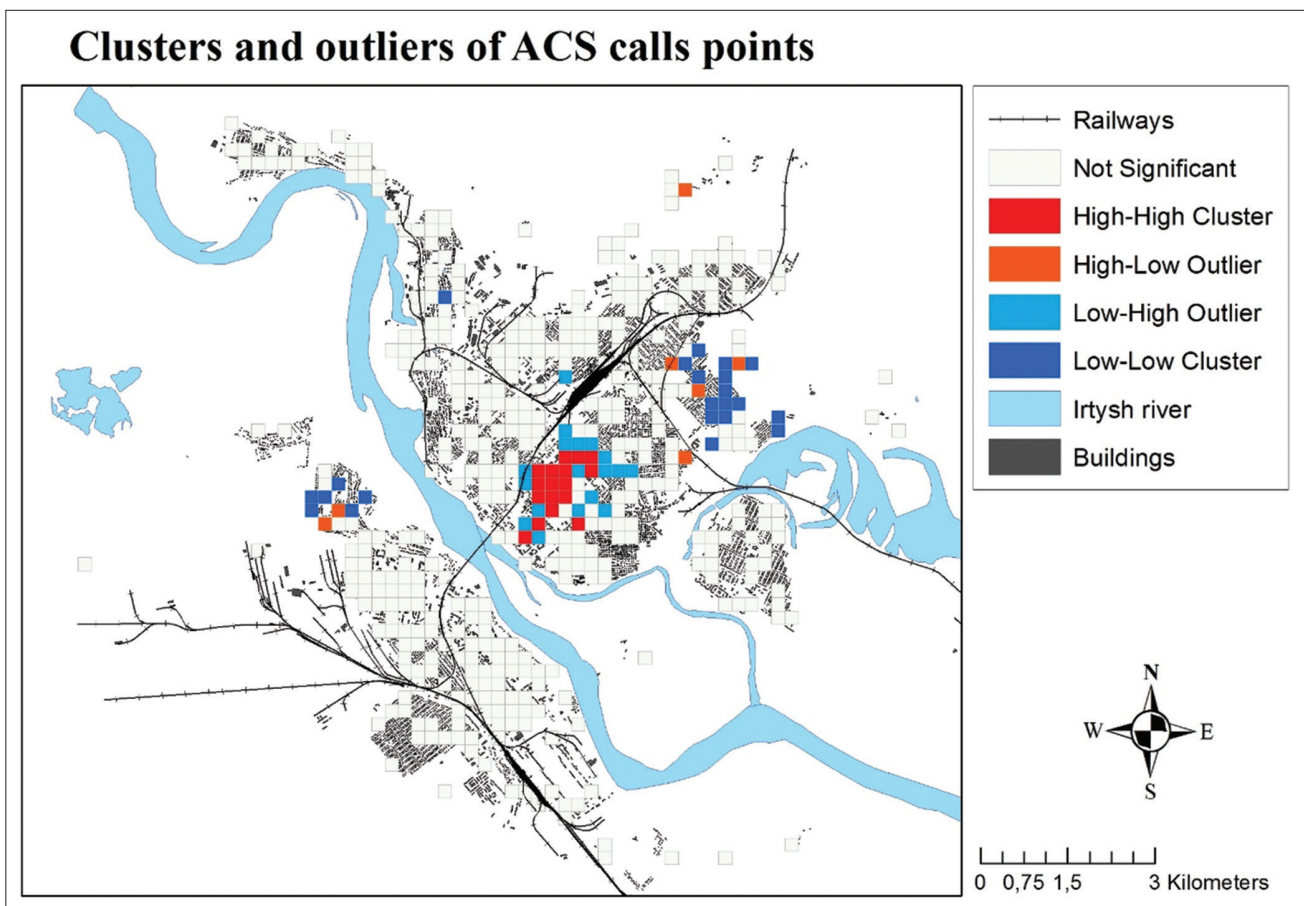 Clusters and outliers of ACS calls points
Railways
Not Significant
High-High Cluster
High-Low Outlier
Low-High Outlier
Low-Low Cluster
Irtysh river
Buildings
N
W E
S
0 0,75 1,5 3 Kilometers